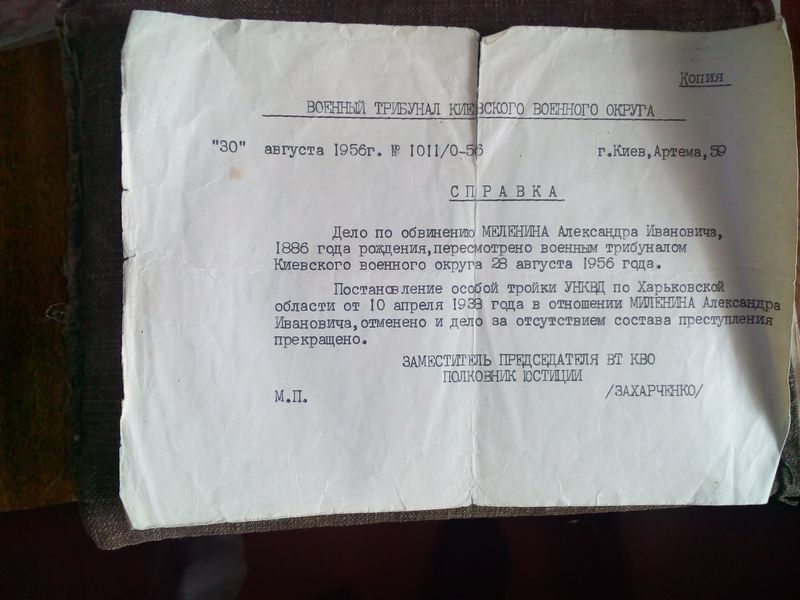 Копия
ВОЕННЫЙ ТРИБУНАЛ КИЕВСКОГО ВОЕННОГО ОКРУГА
"30" августа 1956г. № 1011/0-56 г.Киев,Артема,59
СПРАВКА
Дело по обвинению МЕЛЕНИНА Александра Ивановича,
1886 года рождения,пересмотрено военным трибуналом
Киевского военного округа 28 августа 1956 года.
Постановление особой тройки УНКВД по Харьковской
области от 10 апреля 1938 года в отношении МИЛЕНИНА Александра
Ивановича,отменено и дело за отсутствием состава преступления
прекращено.
ЗАМЕСТИТЕЛЬ ПРЕДСЕДАТЕЛЯ ВТ КВО
ПОЛКОВНИК ЮСТИЦИИ
М.П. /ЗАХАРЧЕНКО/